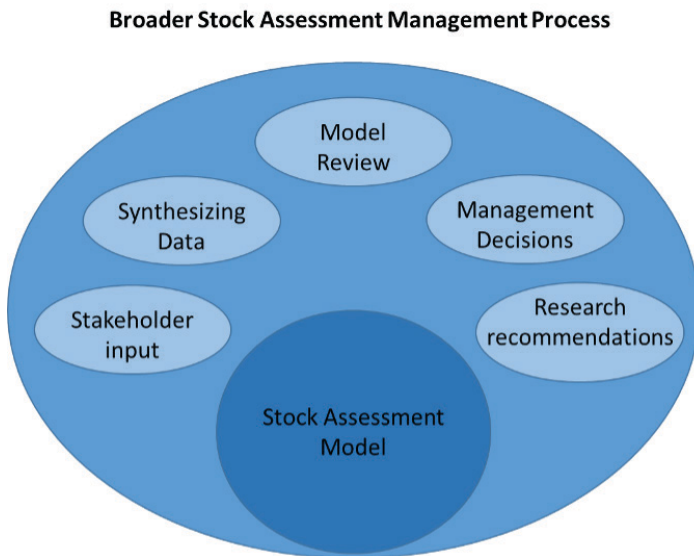 Broader Stock Assessment Management Process
Model
Review
Synthesizing
Data
Management
Decisions
Stakeholder
input
Research
recommendations
Stock Assessment
Model